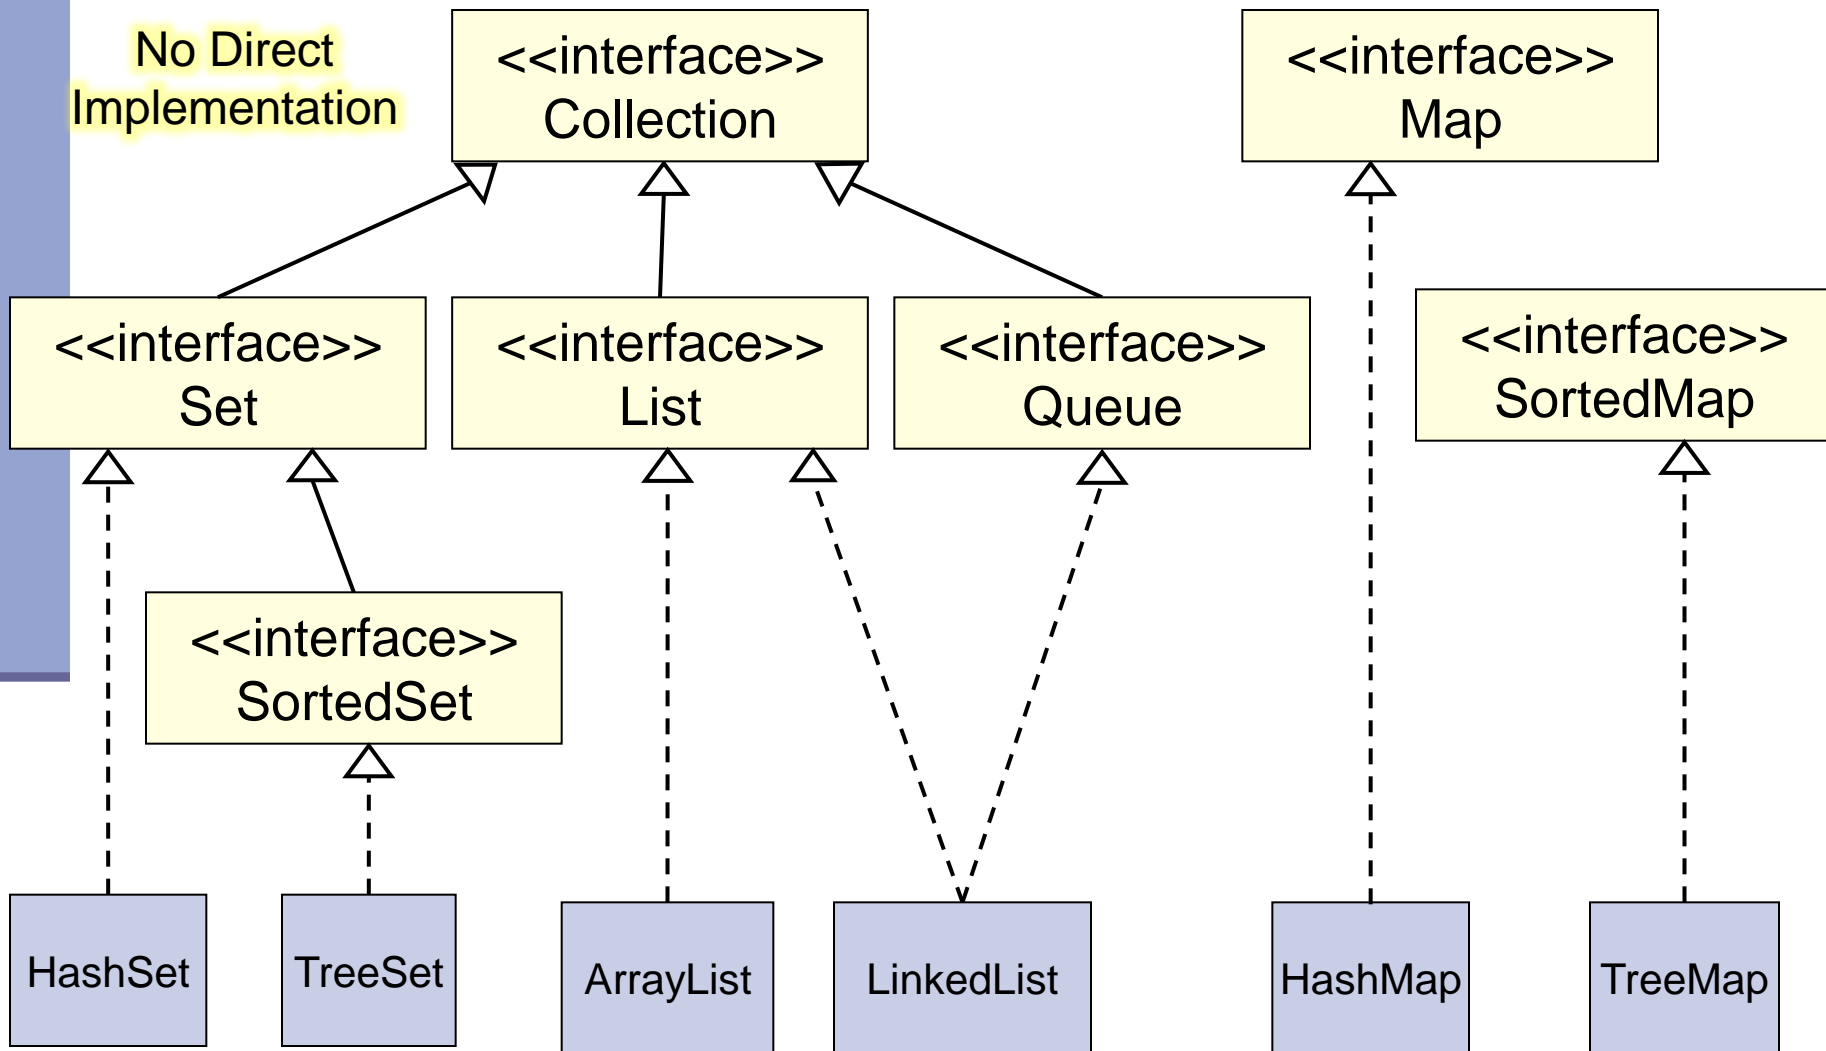 No Direct
Implementation
<<interface>>
Collection
<<interface>>
Map
<<interface>>
Set
<<interface>>
List
<<interface>>
Queue
<<interface>>
SortedMap
<<interface>>
SortedSet
HashSet
TreeSet
ArrayList
LinkedList
HashMap
TreeMap